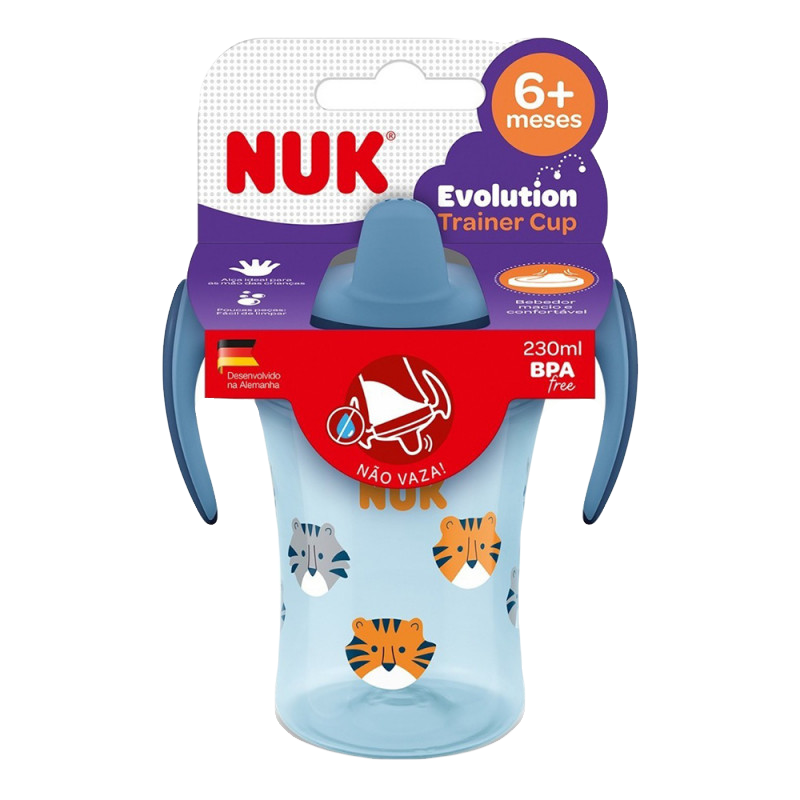 6+
meses
NUK®
Evolution
Trainer Cup
Alça ideal para
as mão das crianças
Poucas peças:
Fácil de limpar
Bebedor
macio e
confortável
Desenvolvido
na Alemanha
230ml
BPA
free
NÃO VAZA!
NUK